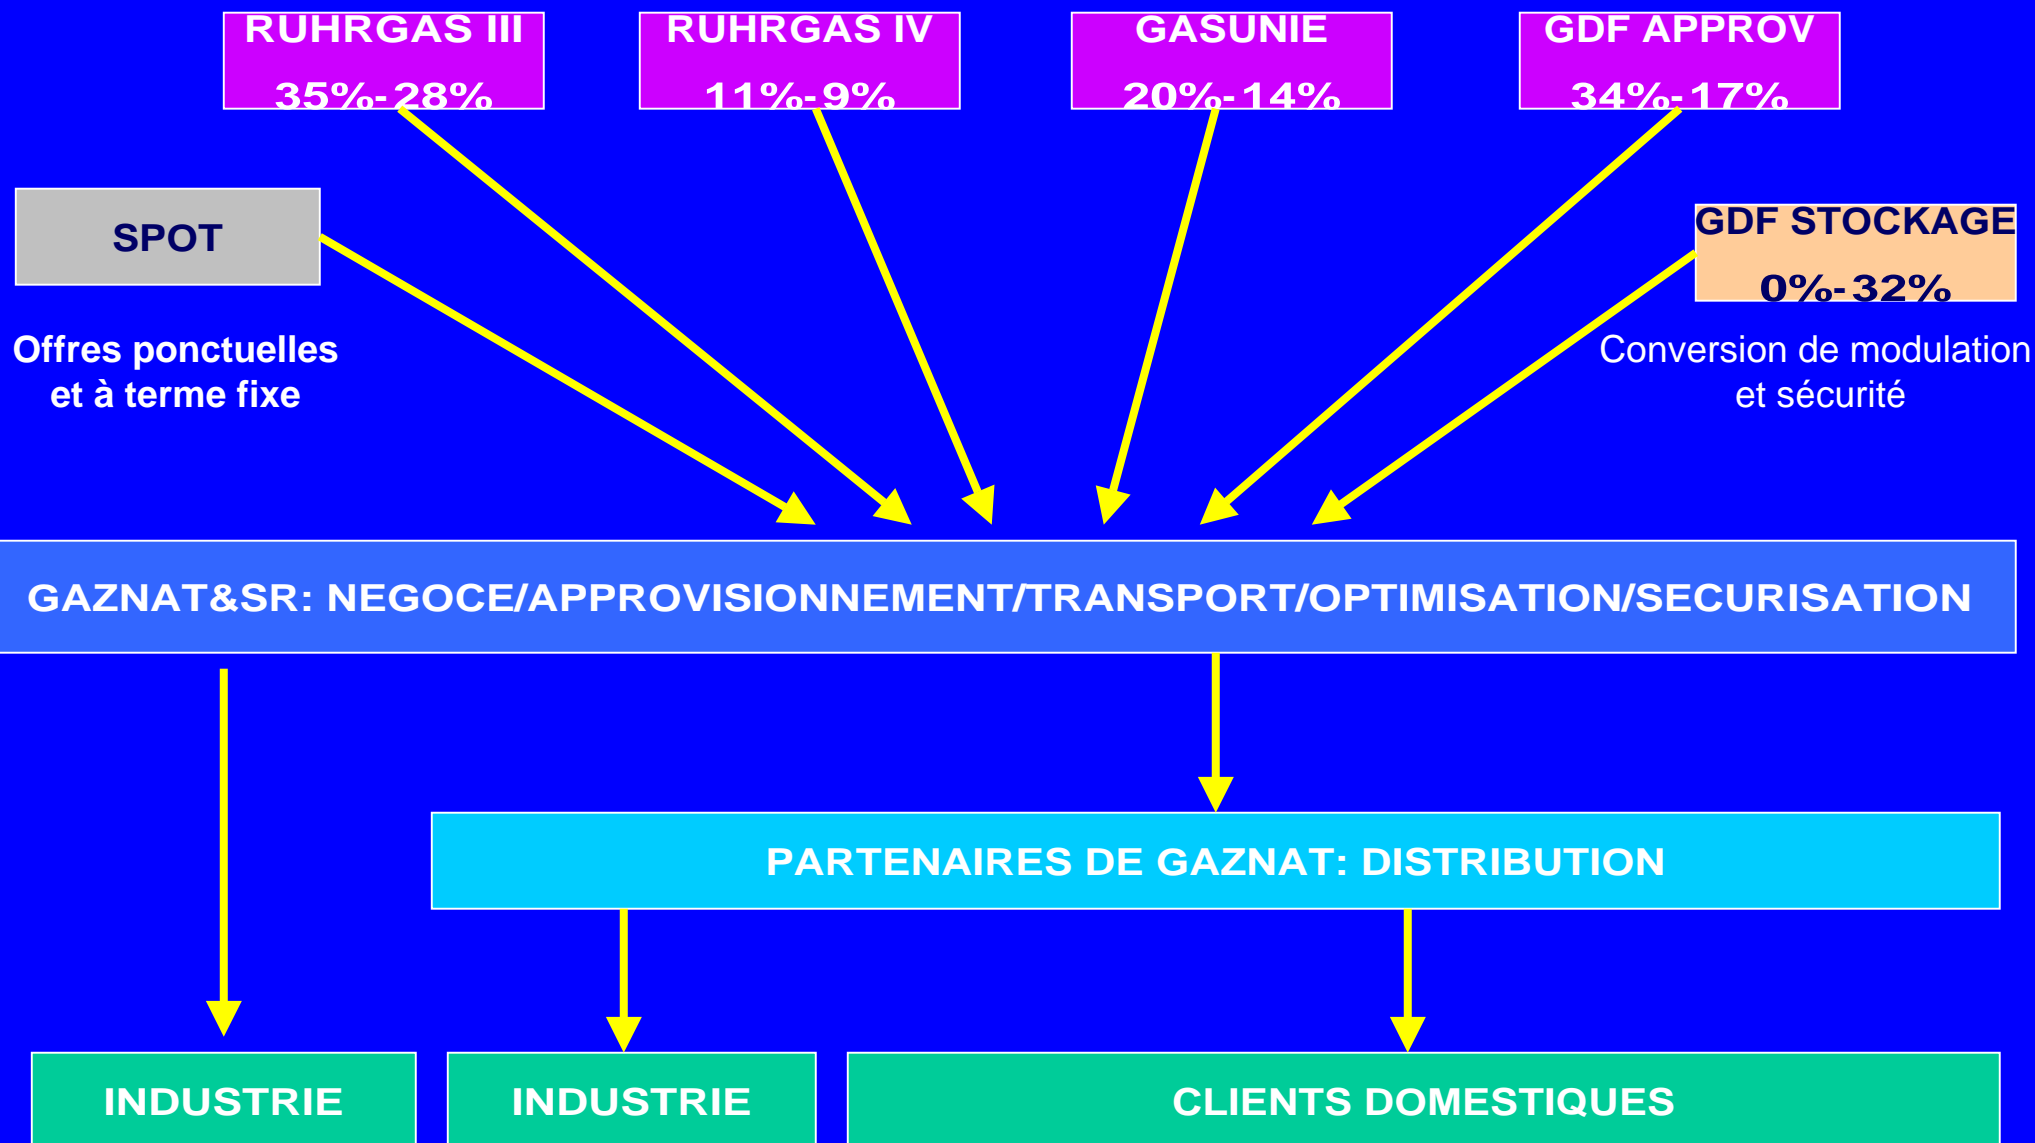 RUHRGAS III
35%-28%
RUHRGAS IV
11%-9%
GASUNIE
20%-14%
GDF APPROV
34%-17%
SPOT
Offres ponctuelles
et à terme fixe
GDF STOCKAGE
0%-32%
Conversion de modulation
et sécurité
GAZNAT&SR: NEGOCE/APPROVISIONNEMENT/TRANSPORT/OPTIMISATION/SECURISATION
PARTENAIRES DE GAZNAT: DISTRIBUTION
INDUSTRIE
INDUSTRIE
CLIENTS DOMESTIQUES